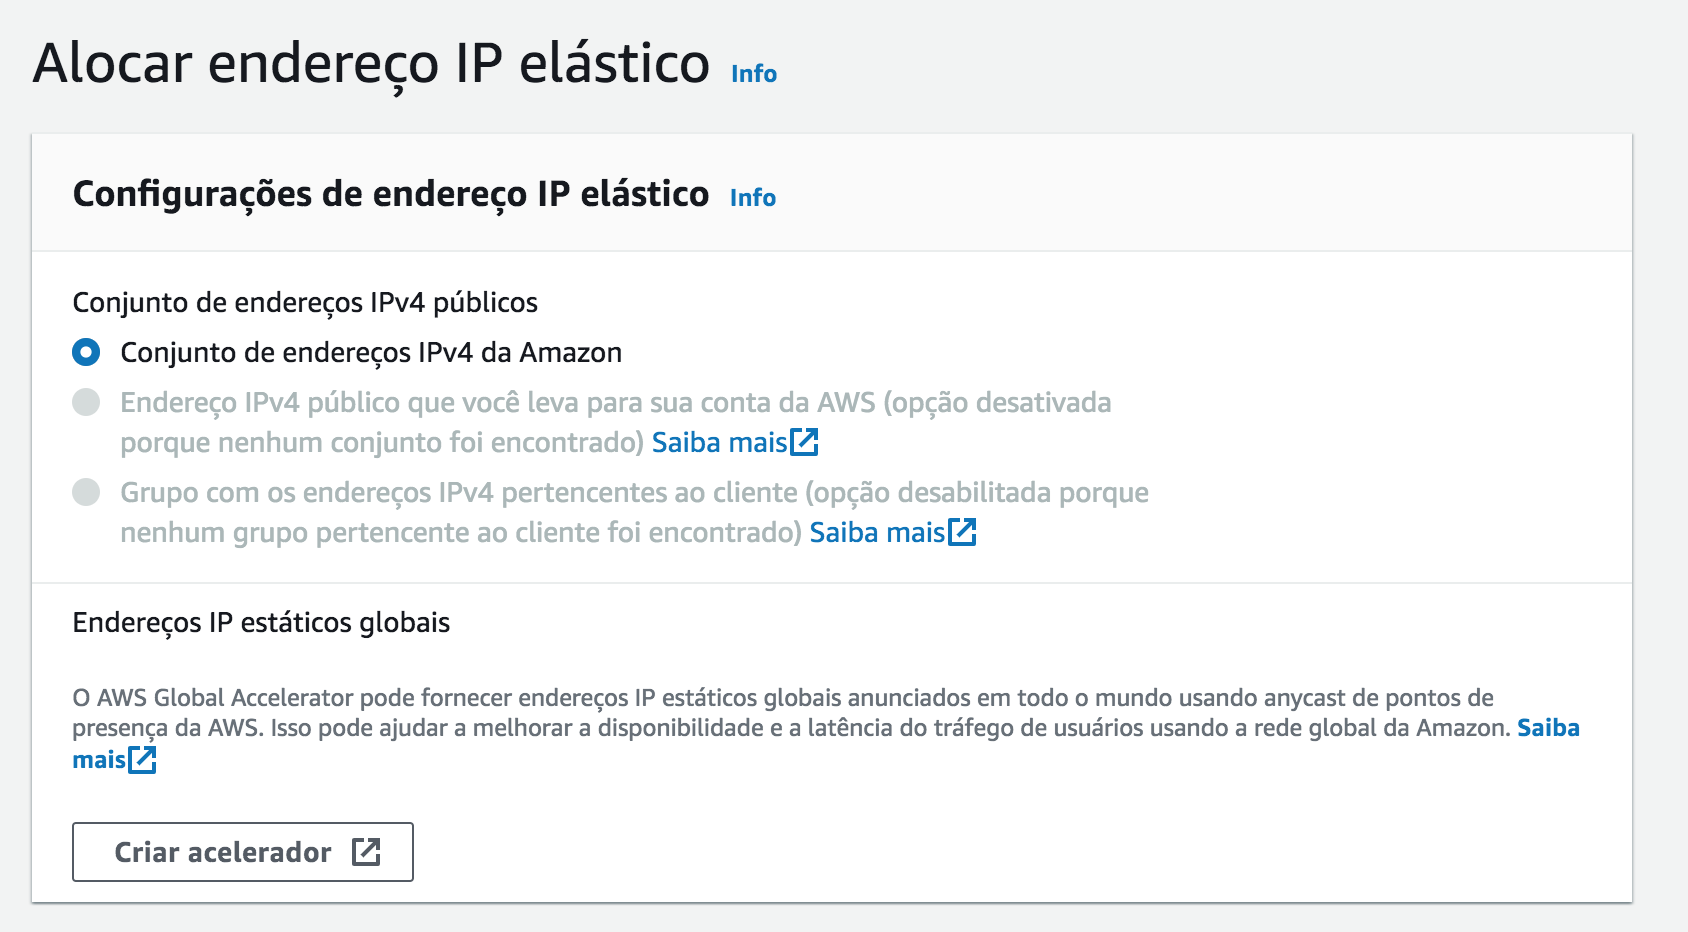 Alocar endereço IP elástico Info
Configurações de endereço IP elástico Info
Conjunto de endereços IPv4 públicos
Conjunto de endereços IPv4 da Amazon
Endereço IPv4 público que você leva para sua conta da AWS (opção desativada
porque nenhum conjunto foi encontrado) Saiba mais
Grupo com os endereços IPv4 pertencentes ao cliente (opção desabilitada porque
nenhum grupo pertencente ao cliente foi encontrado) Saiba mais
Endereços IP estáticos globais
O AWS Global Accelerator pode fornecer endereços IP estáticos globais anunciados em todo o mundo usando anycast de pontos de
presença da AWS. Isso pode ajudar a melhorar a disponibilidade e a latência do tráfego de usuários usando a rede global da Amazon. Saiba
mais
Criar acelerador